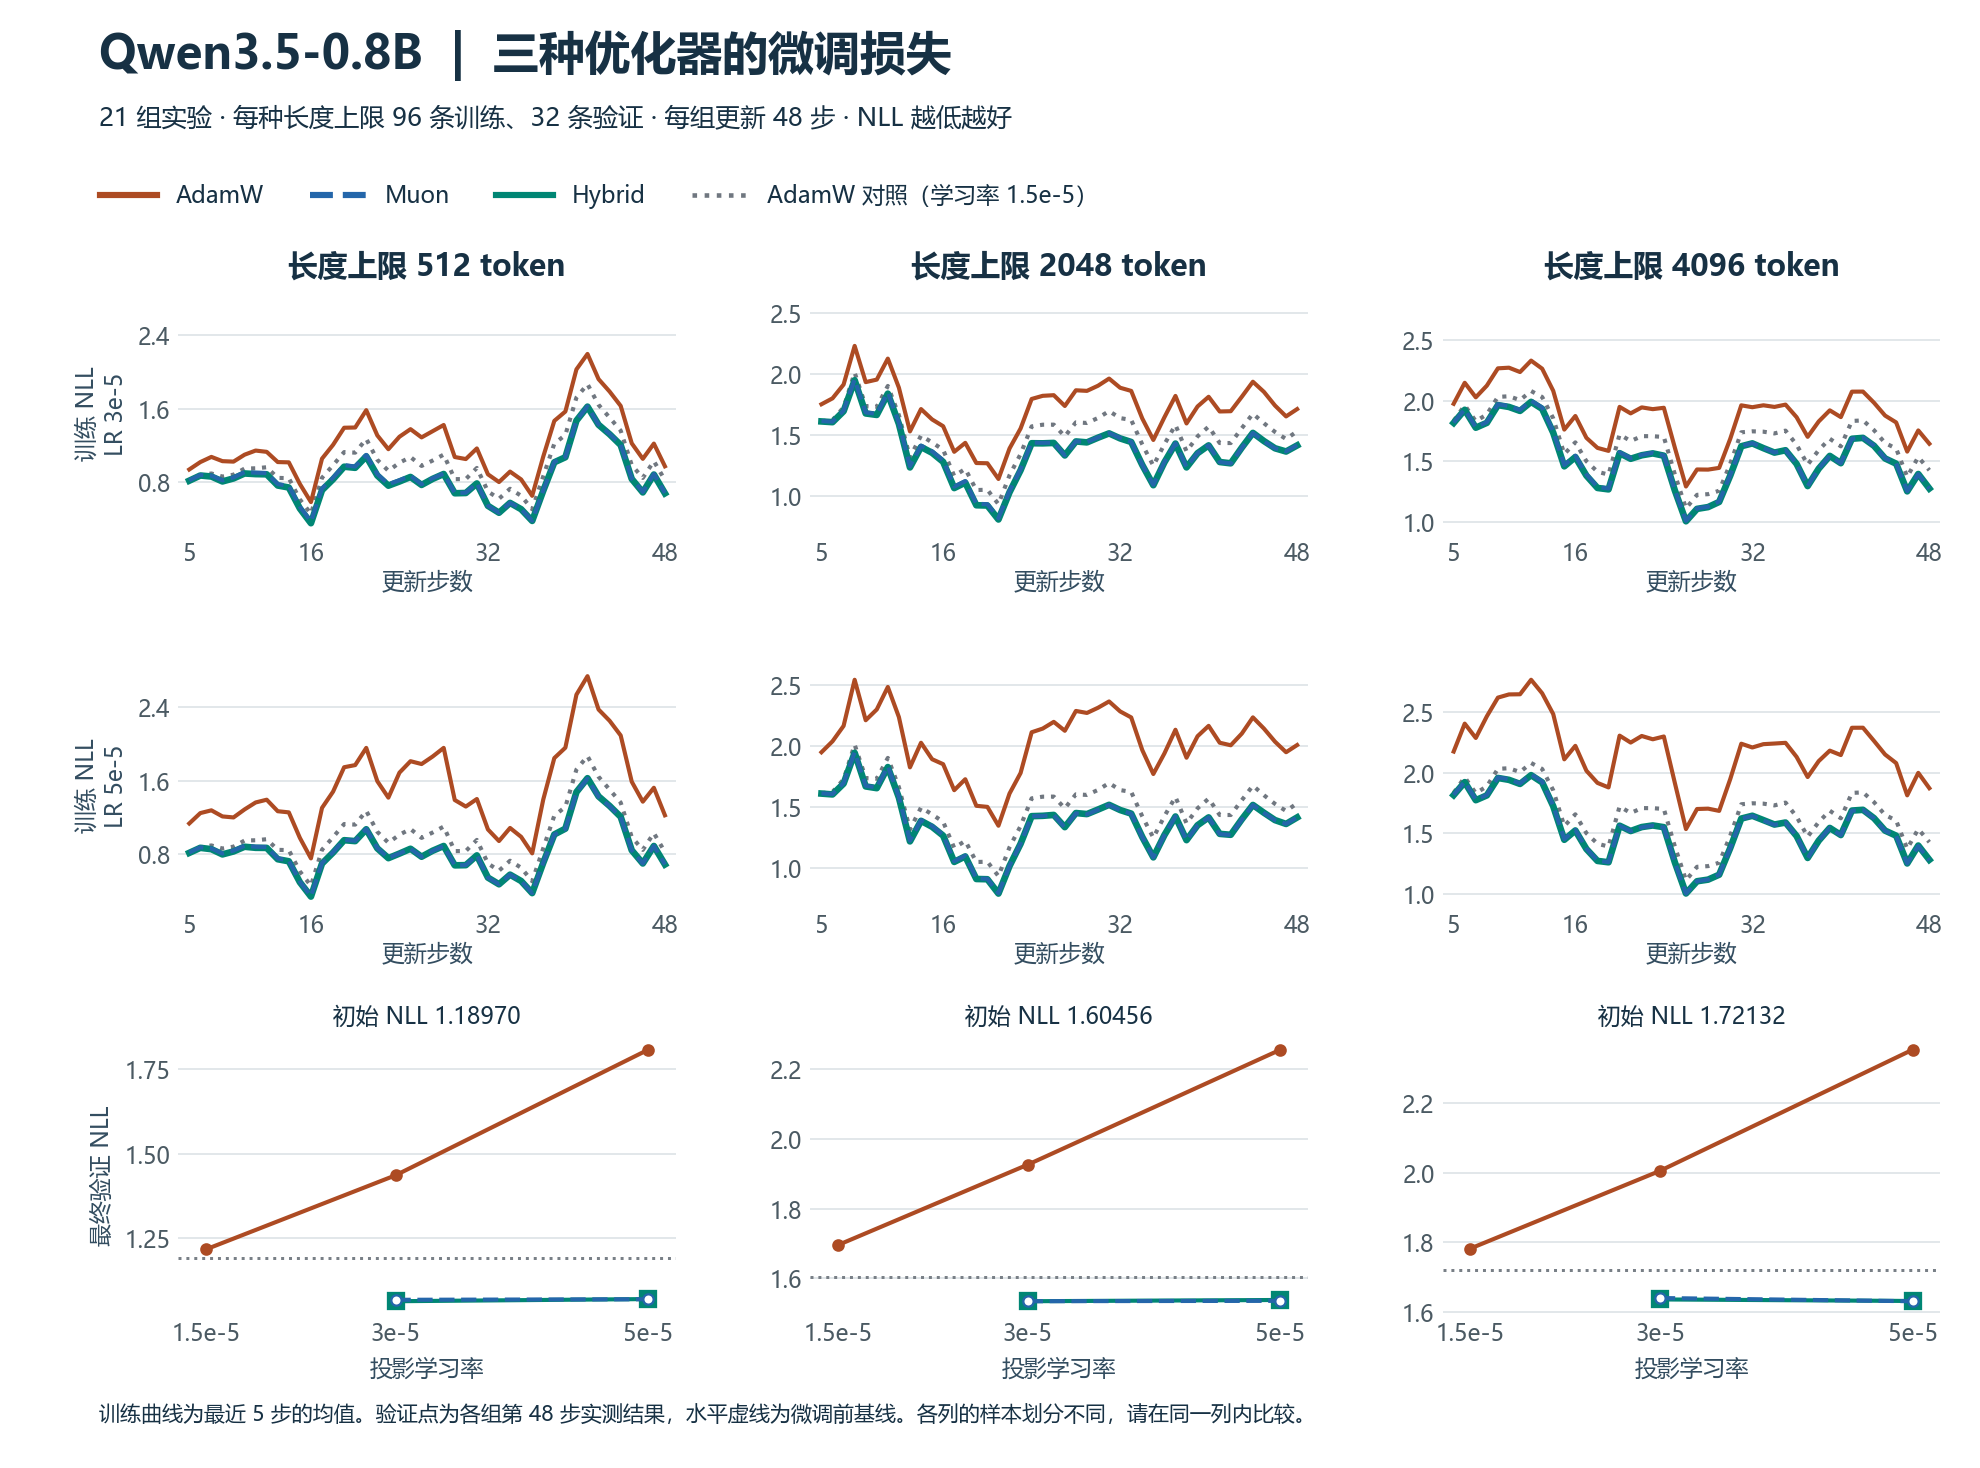 Qwen3.5-0.8B | 三种优化器的微调损失
21 组实验 · 每种长度上限 96 条训练、32 条验证 · 每组更新 48 步 · NLL 越低越好
AdamW Muon Hybrid AdamW 对照（学习率 1.5e-5）
长度上限 512 token
长度上限 2048 token
长度上限 4096 token
训练 NLL
LR 3e-5
2.4
1.6
0.8
5 16 32 48
更新步数
2.5
2.0
1.5
1.0
5 16 32 48
更新步数
2.5
2.0
1.5
1.0
5 16 32 48
更新步数
训练 NLL
LR 5e-5
2.4
1.6
0.8
5 16 32 48
更新步数
2.5
2.0
1.5
1.0
5 16 32 48
更新步数
2.5
2.0
1.5
1.0
5 16 32 48
更新步数
初始 NLL 1.18970
最终验证 NLL
1.75
1.50
1.25
1.5e-5 3e-5 5e-5
投影学习率
初始 NLL 1.60456
2.2
2.0
1.8
1.6
1.5e-5 3e-5 5e-5
投影学习率
初始 NLL 1.72132
2.2
2.0
1.8
1.6
1.5e-5 3e-5 5e-5
投影学习率
训练曲线为最近 5 步的均值。验证点为各组第 48 步实测结果，水平虚线为微调前基线。各列的样本划分不同，请在同一列内比较。